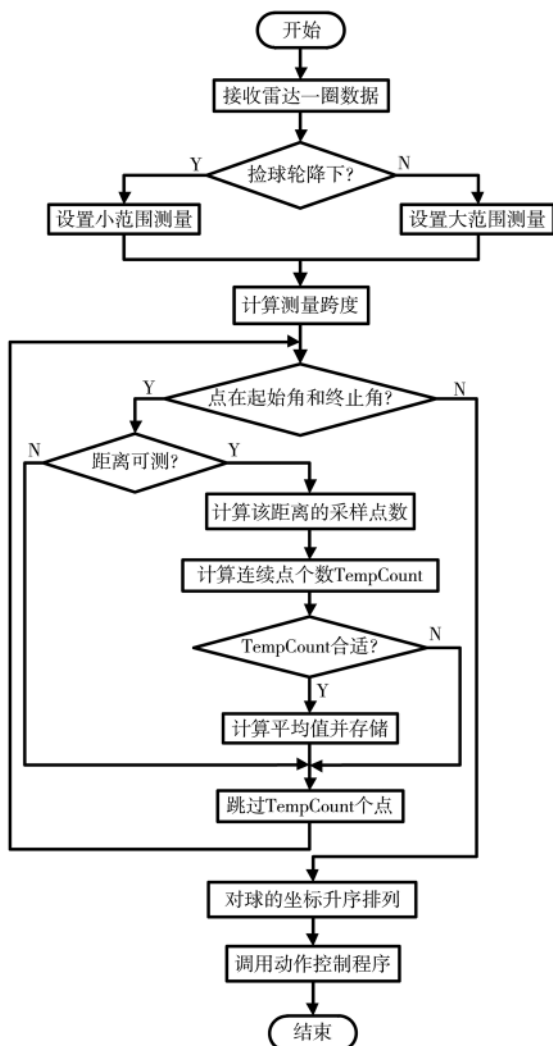 开始
接收雷达一圈数据
Y
N
捡球轮降下?
设置小范围测量
设置大范围测量
计算测量跨度
Y
N
点在起始角和终止角?
N
Y
距离可测?
计算该距离的采样点数
计算连续点个数TempCount
N
TempCount合适?
Y
计算平均值并存储
跳过TempCount个点
对球的坐标升序排列
调用动作控制程序
结束